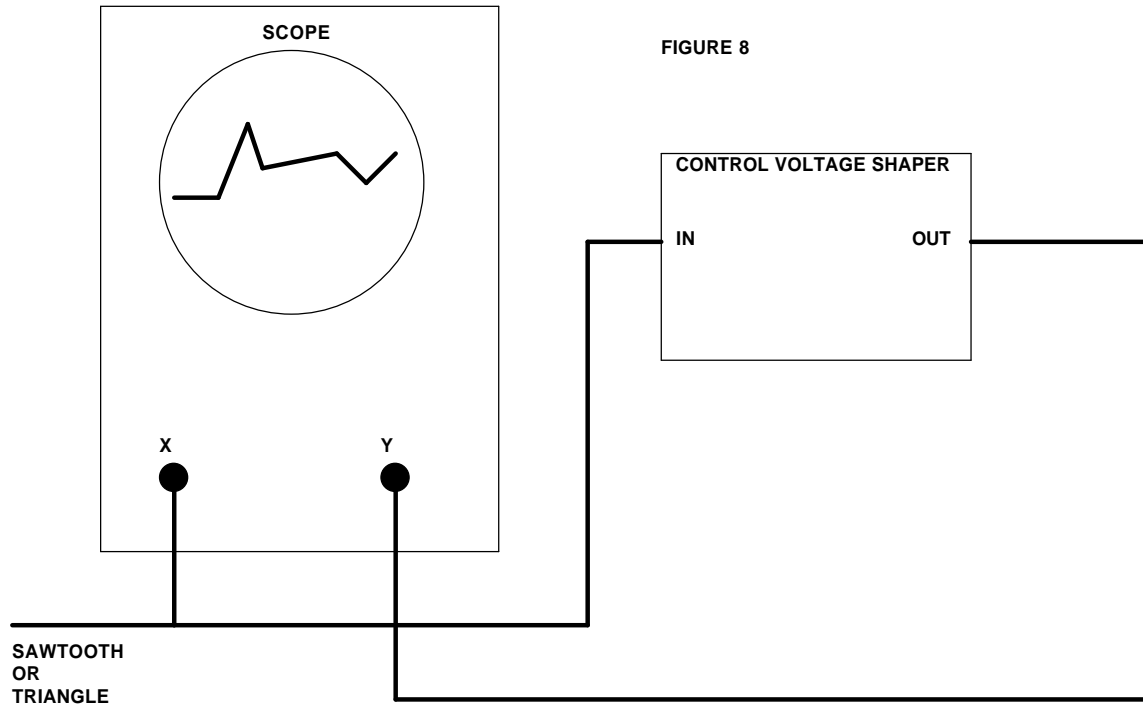 SCOPE
FIGURE 8
CONTROL VOLTAGE SHAPER
IN
OUT
X
Y
SAWTOOTH
OR
TRIANGLE